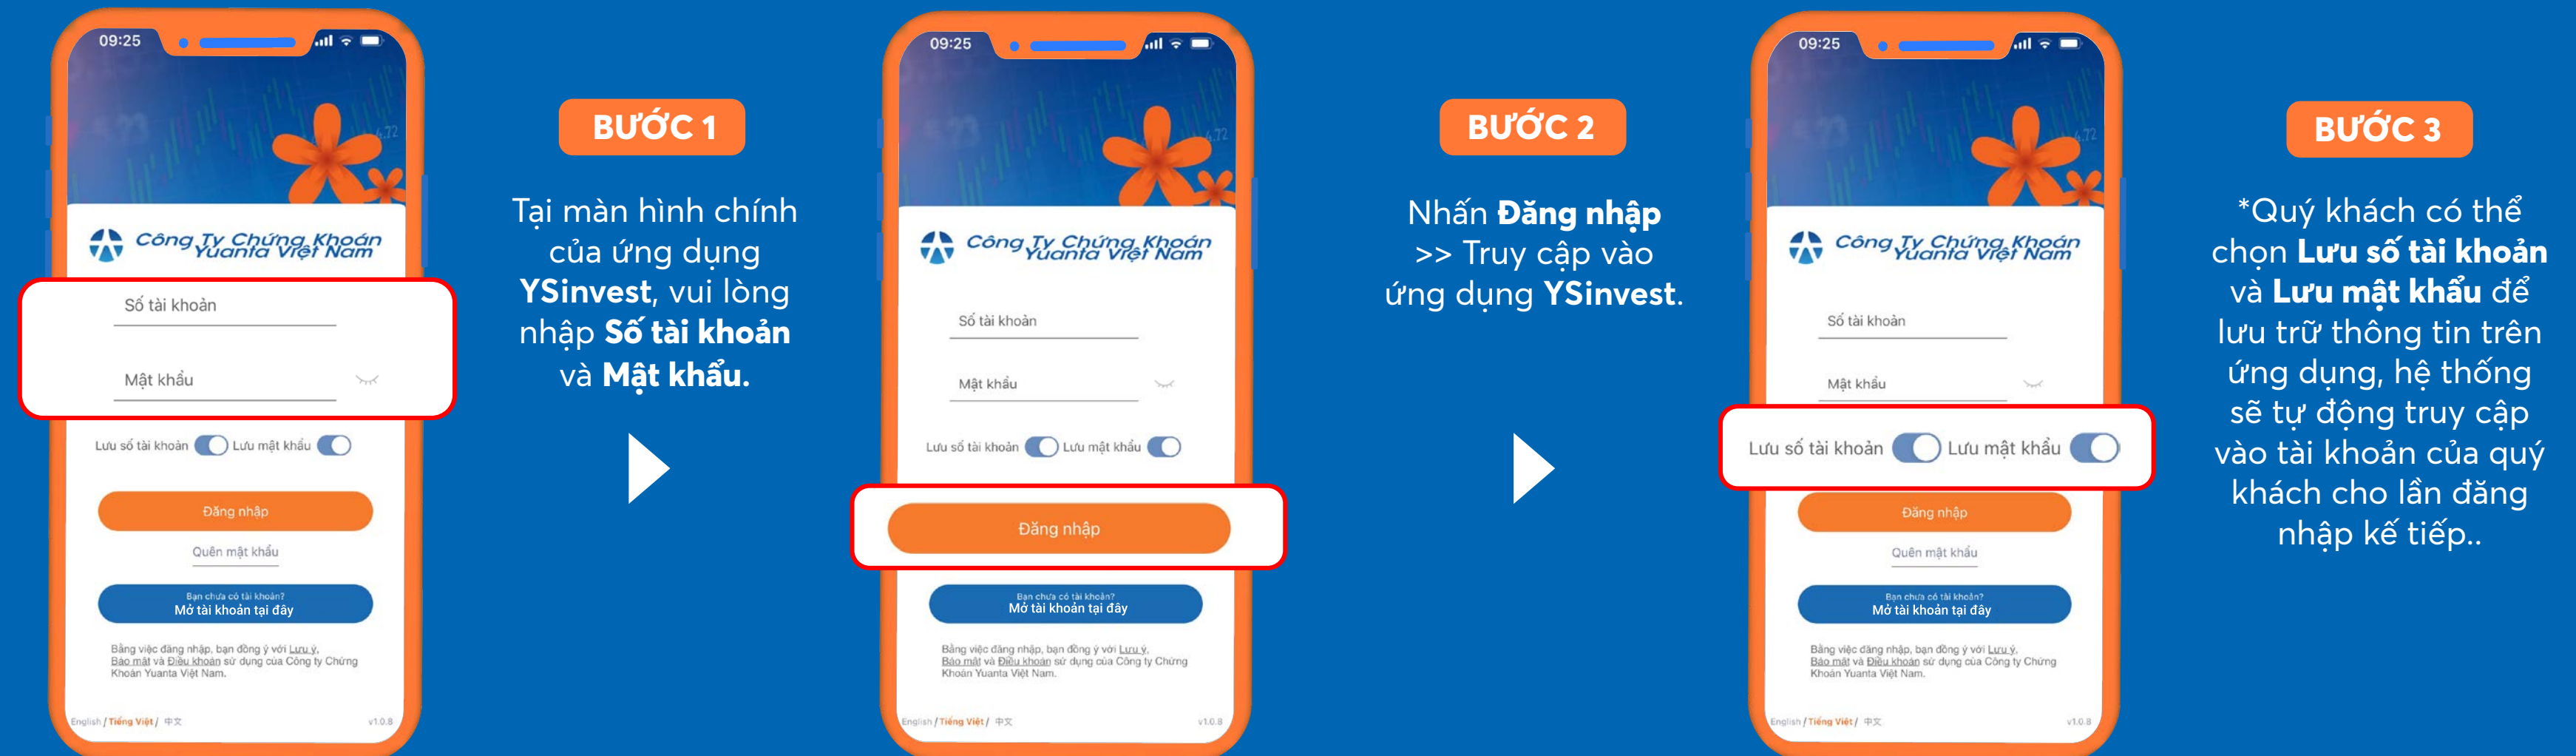 09:25
4.72
Công Ty Chứng Khoán
Yuanta Việt Nam
Số tài khoản
Mật khẩu
Lưu số tài khoản Lưu mật khẩu
Đăng nhập
Quên mật khẩu
Bạn chưa có tài khoản?
Mở tài khoản tại đây
Bằng việc đăng nhập, bạn đồng ý với Lưu ý,
Bảo mật và Điều khoản sử dụng của Công ty Chứng
Khoán Yuanta Việt Nam.
English / Tiếng Việt / 中文 v1.0.8
BƯỚC 1
Tại màn hình chính
của ứng dụng
YSinvest, vui lòng
nhập Số tài khoản
và Mật khẩu.
09:25
4.72
Công Ty Chứng Khoán
Yuanta Việt Nam
Số tài khoản
Mật khẩu
Lưu số tài khoản Lưu mật khẩu
Đăng nhập
Bạn chưa có tài khoản?
Mở tài khoản tại đây
Bằng việc đăng nhập, bạn đồng ý với Lưu ý,
Bảo mật và Điều khoản sử dụng của Công ty Chứng
Khoán Yuanta Việt Nam.
English / Tiếng Việt / 中文 v1.0.8
BƯỚC 2
Nhấn Đăng nhập
>> Truy cập vào
ứng dụng YSinvest.
09:25
4.72
Công Ty Chứng Khoán
Yuanta Việt Nam
Số tài khoản
Mật khẩu
Lưu số tài khoản Lưu mật khẩu
Đăng nhập
Quên mật khẩu
Bạn chưa có tài khoản?
Mở tài khoản tại đây
Bằng việc đăng nhập, bạn đồng ý với Lưu ý,
Bảo mật và Điều khoản sử dụng của Công ty Chứng
Khoán Yuanta Việt Nam.
English / Tiếng Việt / 中文 v1.0.8
BƯỚC 3
*Quý khách có thể
chọn Lưu số tài khoản
và Lưu mật khẩu để
lưu trữ thông tin trên
ứng dụng, hệ thống
sẽ tự động truy cập
vào tài khoản của quý
khách cho lần đăng
nhập kế tiếp..